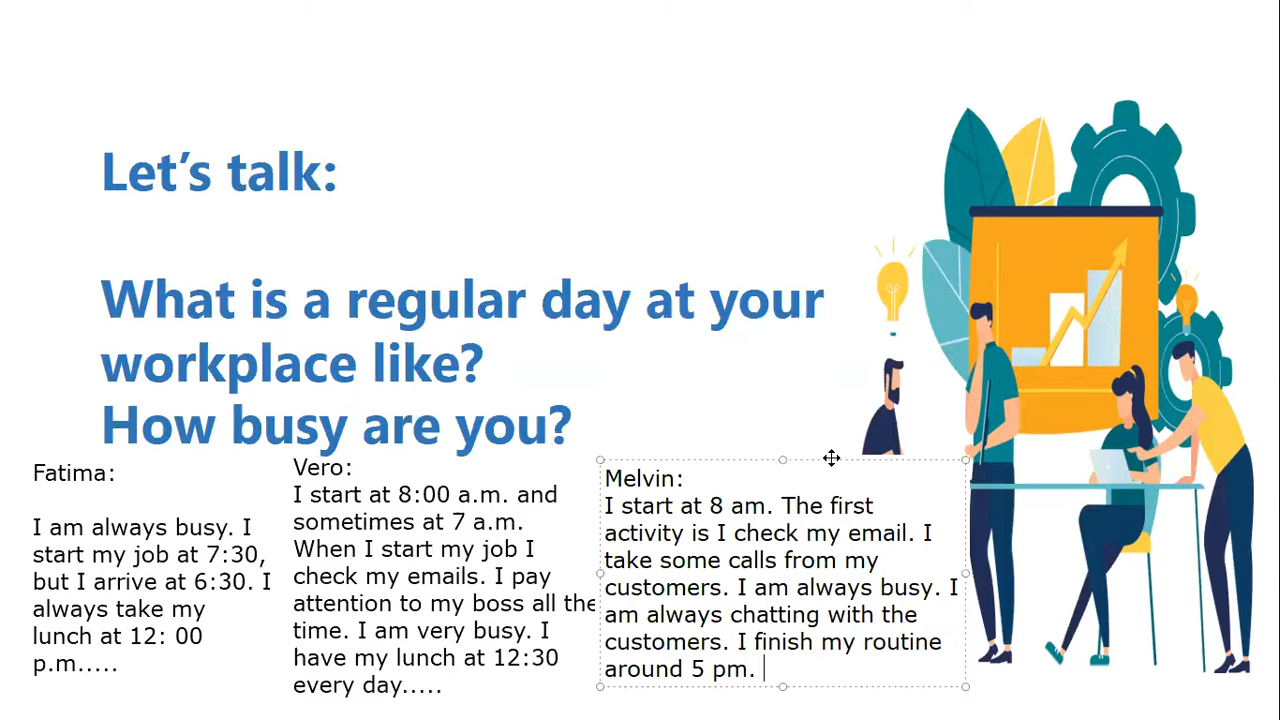 Let’s talk:
What is a regular day at your
workplace like?
How busy are you?
Fatima:
I am always busy. I
start my job at 7:30,
but I arrive at 6:30. I
always take my
lunch at 12: 00
p.m.....
Vero:
I start at 8:00 a.m. and
sometimes at 7 a.m.
When I start my job I
check my emails. I pay
attention to my boss all the
time. I am very busy. I
have my lunch at 12:30
every day.....
Melvin:
I start at 8 am. The first
activity is I check my email. I
take some calls from my
customers. I am always busy. I
am always chatting with the
customers. I finish my routine
around 5 pm.